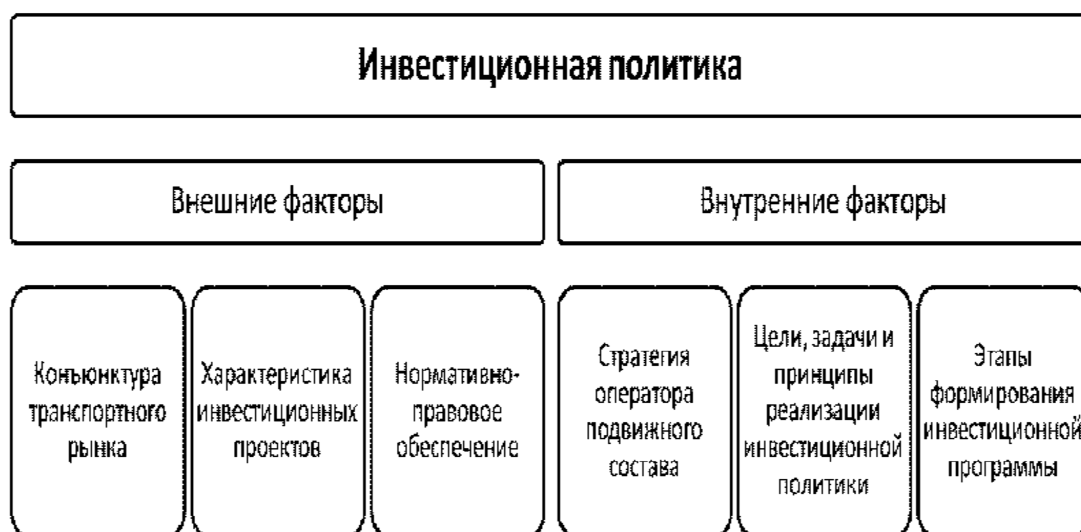 Инвестиционная политика
Внешние факторы
Внутренние факторы
Конъюнктура
транспортного
рынка
Характеристика
инвестиционных
проектов
Нормативно-
правовое
обеспечение
Стратегия
оператора
подвижного
состава
Цели, задачи и
принципы
реализации
инвестиционной
политики
Этапы
формирования
инвестиционной
программы